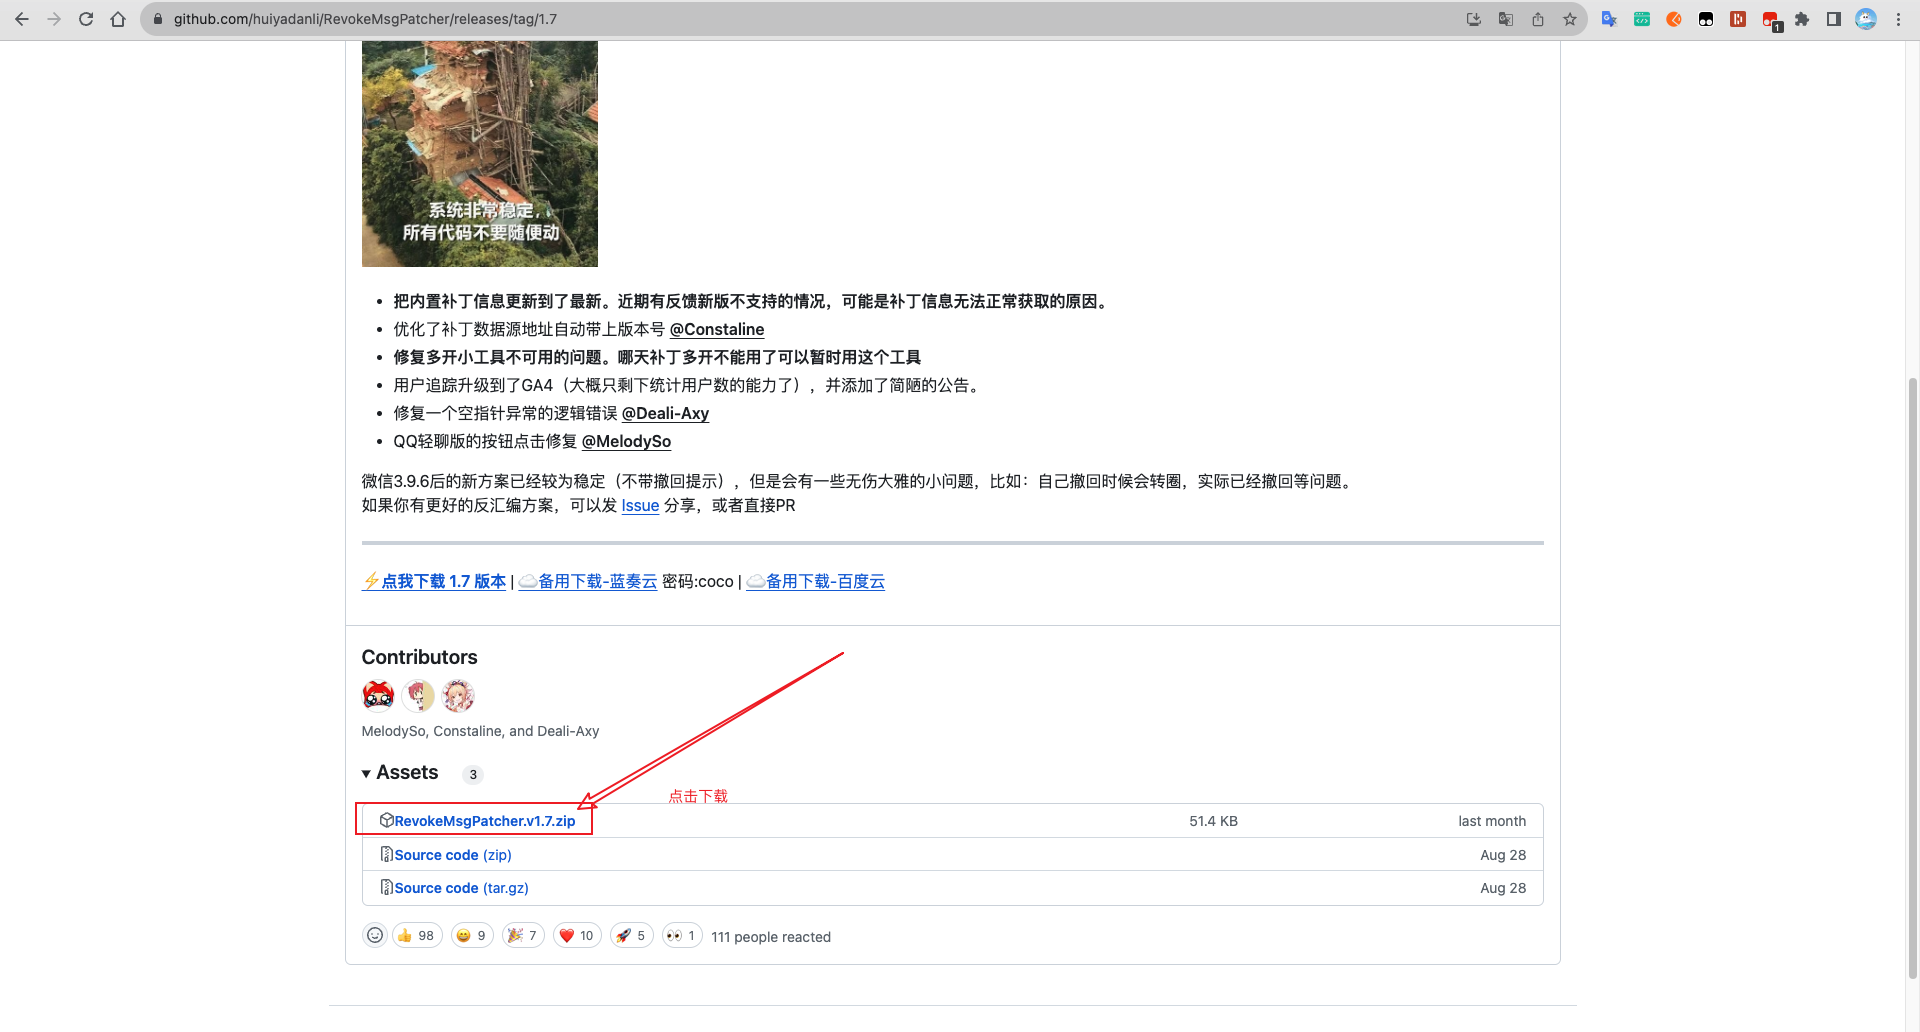 github.com/huiyadanli/RevokeMsgPatcher/releases/tag/1.7
1
系统非常稳定，
所有代码不要随便动
把内置补丁信息更新到了最新。近期有反馈新版不支持的情况，可能是补丁信息无法正常获取的原因。
优化了补丁数据源地址自动带上版本号 @Constaline
修复多开小工具不可用的问题。哪天补丁多开不能用了可以暂时用这个工具
用户追踪升级到了GA4（大概只剩下统计用户数的能力了），并添加了简陋的公告。
修复一个空指针异常的逻辑错误 @Deali-Axy
QQ轻聊版的按钮点击修复 @MelodySo
微信3.9.6后的新方案已经较为稳定（不带撤回提示），但是会有一些无伤大雅的小问题，比如：自己撤回时候会转圈，实际已经撤回等问题。
如果你有更好的反汇编方案，可以发 Issue 分享，或者直接PR
⚡点我下载 1.7 版本 | ☁️备用下载-蓝奏云 密码:coco | ☁️备用下载-百度云
Contributors
MelodySo, Constaline, and Deali-Axy
Assets 3
点击下载
RevokeMsgPatcher.v1.7.zip 51.4 KB last month
Source code (zip) Aug 28
Source code (tar.gz) Aug 28
👍 98 😄 9 🎉 7 ❤️ 10 🚀 5 👀 1 111 people reacted